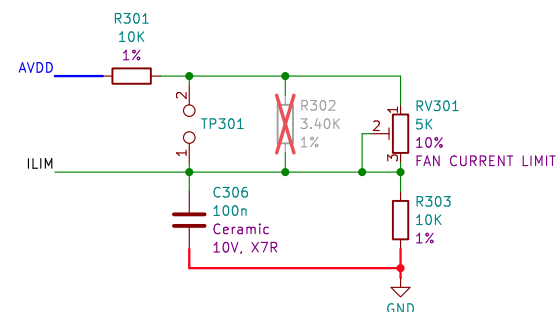 R301
10K
1%
AVDD
2
TP301
1
R302
3.40K
1%
1
2
3
RV301
5K
10%
FAN CURRENT LIMIT
ILIM
C306
100n
Ceramic
10V, X7R
R303
10K
1%
GND